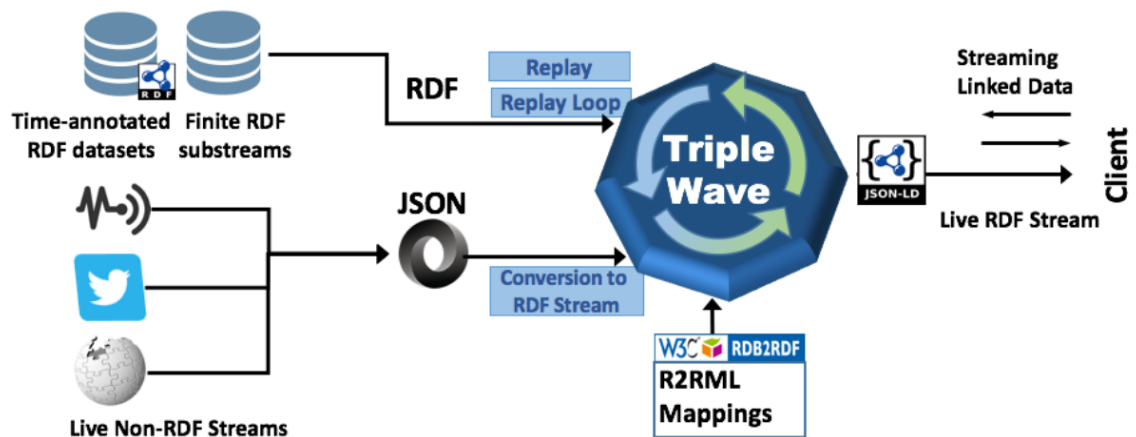 Time-annotated
RDF datasets
RDF
Finite RDF
substreams
RDF
Replay
Replay Loop
Triple
Wave
Streaming
Linked Data
{ }
JSON-LD
Live RDF Stream
Client
JSON
Conversion to
RDF Stream
W3C RDB2RDF
R2RML
Mappings
Live Non-RDF Streams